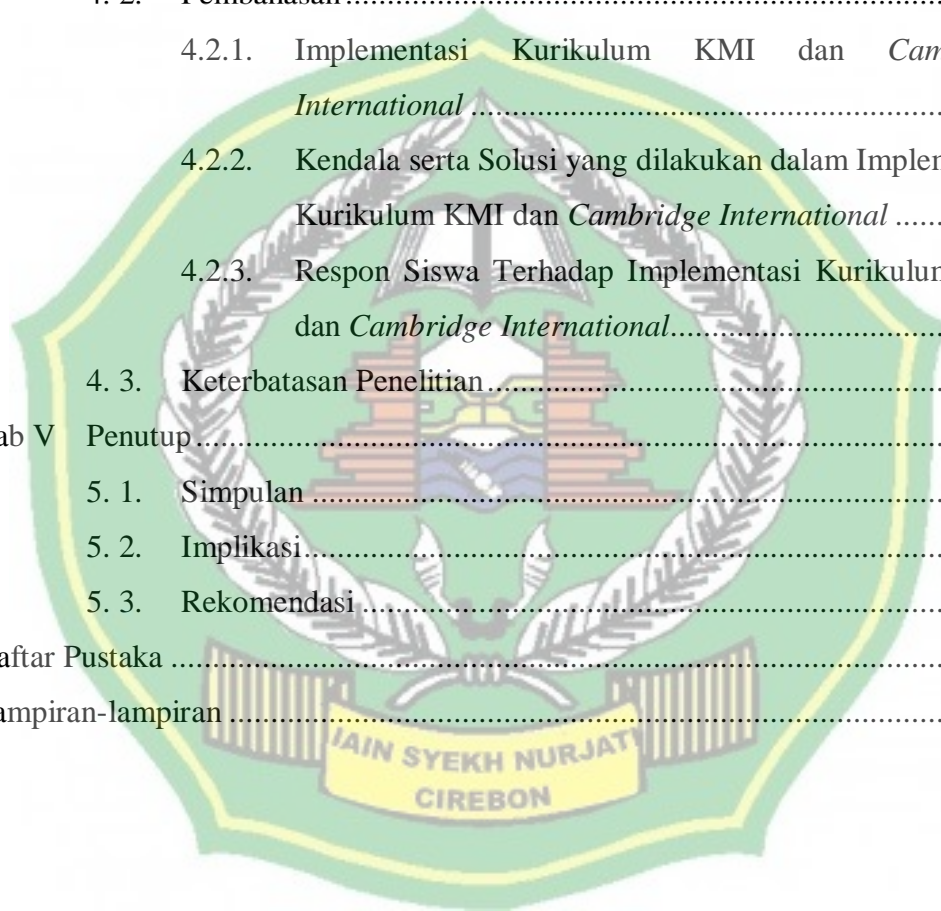 4. 2. Pembahasan ........................................................................
4.2.1. Implementasi Kurikulum KMI dan Cam
International ........................................................................
4.2.2. Kendala serta Solusi yang dilakukan dalam Implem
Kurikulum KMI dan Cambridge International .......
4.2.3. Respon Siswa Terhadap Implementasi Kurikulum
dan Cambridge International....................................
4. 3. Keterbatasan Penelitian ........................................................
ab V Penutup ........................................................................
5. 1. Simpulan ........................................................................
5. 2. Implikasi ........................................................................
5. 3. Rekomendasi ........................................................................
aftar Pustaka ........................................................................
ampiran-lampiran ........................................................................
IAIN SYEKH NURJATI
CIREBON